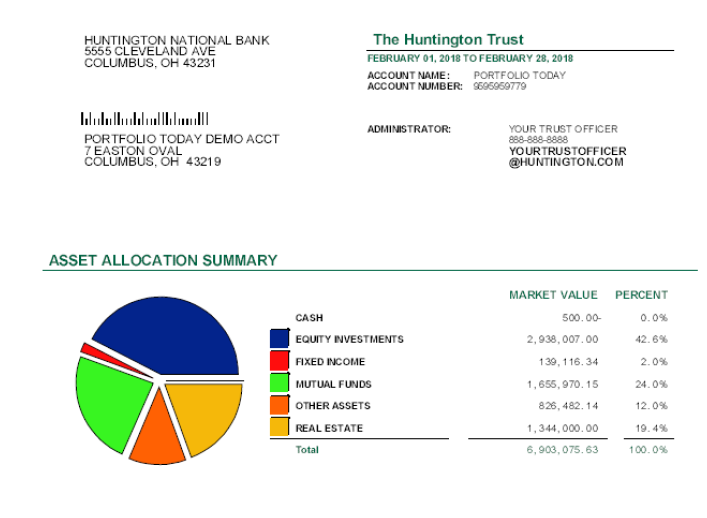 HUNTINGTON NATIONAL BANK
5555 CLEVELAND AVE
COLUMBUS, OH 43231
The Huntington Trust
FEBRUARY 01, 2018 TO FEBRUARY 28, 2018
ACCOUNT NAME: PORTFOLIO TODAY
ACCOUNT NUMBER: 9595959779
PORTFOLIO TODAY DEMO ACCT
7 EASTON OVAL
COLUMBUS, OH 43219
ADMINISTRATOR: YOUR TRUST OFFICER
888-888-8888
YOURTRUSTOFFICER
@HUNTINGTON.COM
ASSET ALLOCATION SUMMARY
MARKET VALUE PERCENT
CASH 500.00- 0.0%
EQUITY INVESTMENTS 2,938,007.00 42.6%
FIXED INCOME 139,116.34 2.0%
MUTUAL FUNDS 1,655,970.15 24.0%
OTHER ASSETS 826,482.14 12.0%
REAL ESTATE 1,344,000.00 19.4%
Total 6,903,075.63 100.0%